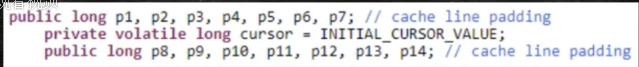 public long p1, p2, p3, p4, p5, p6, p7; // cache line padding
private volatile long cursor = INITIAL_CURSOR_VALUE;
public long p8, p9, p10, p11, p12, p13, p14; // cache line padding